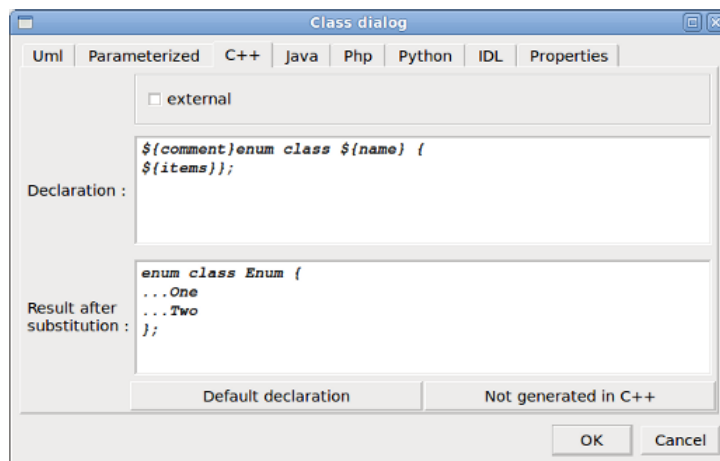 Class dialog
Uml Parameterized C++ Java Php Python IDL Properties
external
Declaration :
${comment}enum class ${name} {
${items}};
Result after
substitution :
enum class Enum {
...One
...Two
};
Default declaration Not generated in C++
OK Cancel